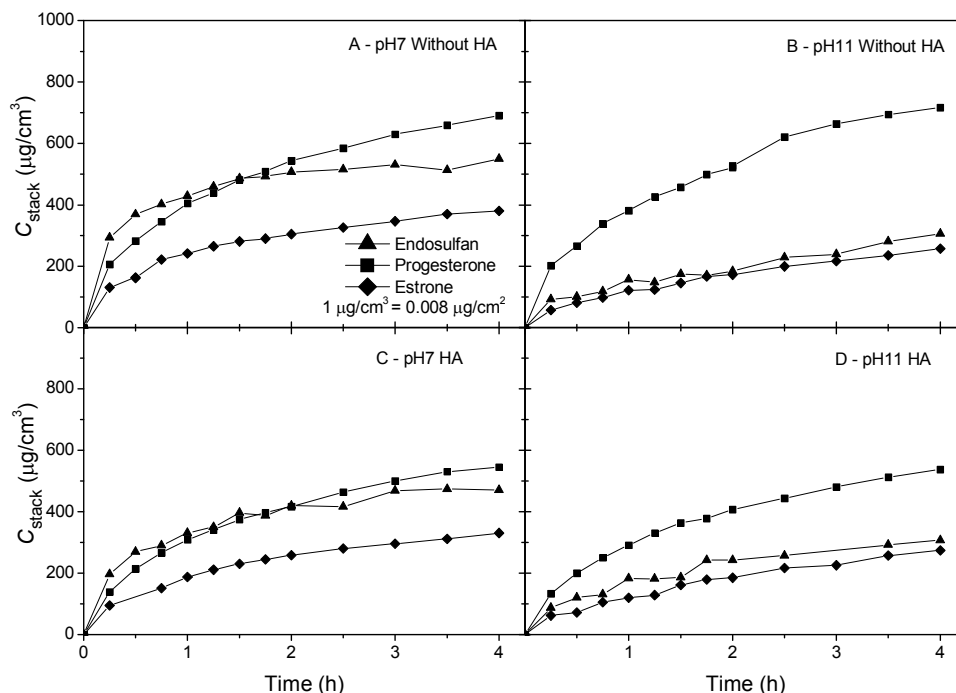 1000
800
600
400
200
0
C_stack (μg/cm³)
A - pH7 Without HA
Endosulfan
Progesterone
Estrone
1 μg/cm³ = 0.008 μg/cm²
B - pH11 Without HA
800
600
400
200
0
C_stack (μg/cm³)
C - pH7 HA
D - pH11 HA
0 1 2 3 4
1 2 3 4
Time (h)
Time (h)